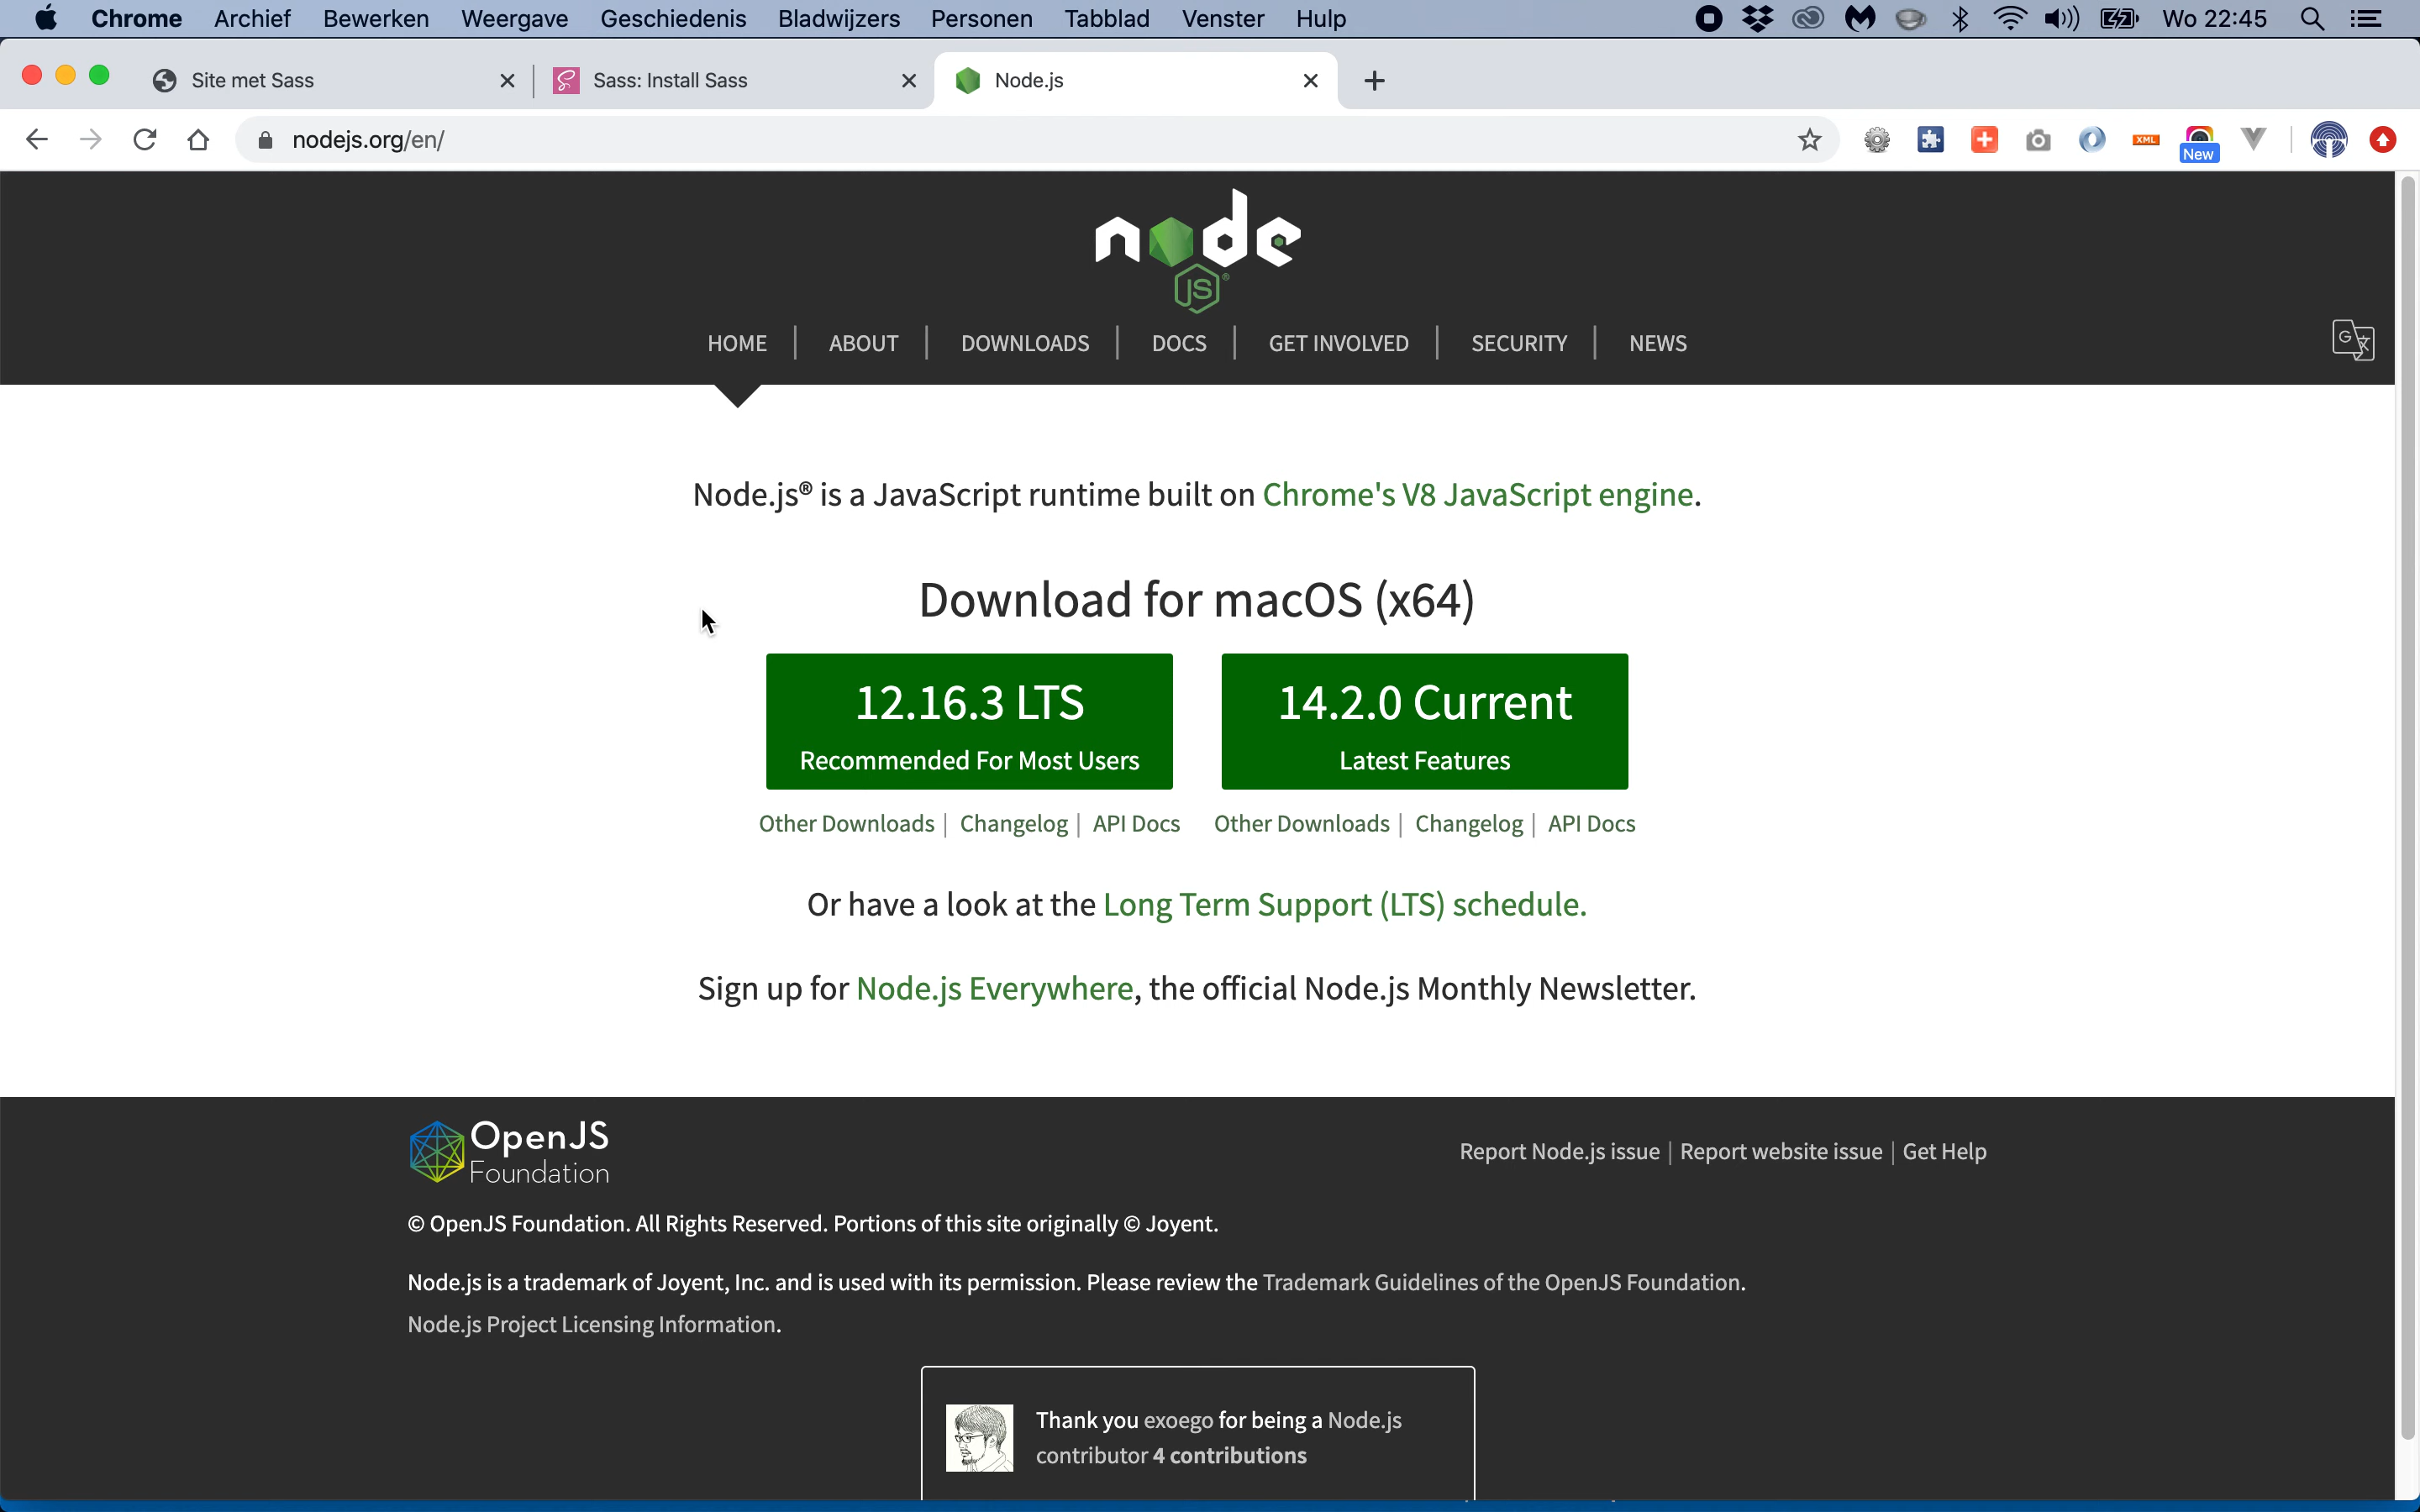 Chrome Archief Bewerken Weergave Geschiedenis Bladwijzers Personen Tabblad Venster Hulp Wo 22:45
Site met Sass Sass: Install Sass Node.js
nodejs.org/en/ XML New
node
JS®
HOME ABOUT DOWNLOADS DOCS GET INVOLVED SECURITY NEWS
Node.js® is a JavaScript runtime built on Chrome's V8 JavaScript engine.
Download for macOS (x64)
12.16.3 LTS
Recommended For Most Users
14.2.0 Current
Latest Features
Other Downloads | Changelog | API Docs
Other Downloads | Changelog | API Docs
Or have a look at the Long Term Support (LTS) schedule.
Sign up for Node.js Everywhere, the official Node.js Monthly Newsletter.
OpenJS
Foundation
Report Node.js issue | Report website issue | Get Help
© OpenJS Foundation. All Rights Reserved. Portions of this site originally © Joyent.
Node.js is a trademark of Joyent, Inc. and is used with its permission. Please review the Trademark Guidelines of the OpenJS Foundation.
Node.js Project Licensing Information.
Thank you exoego for being a Node.js
contributor 4 contributions